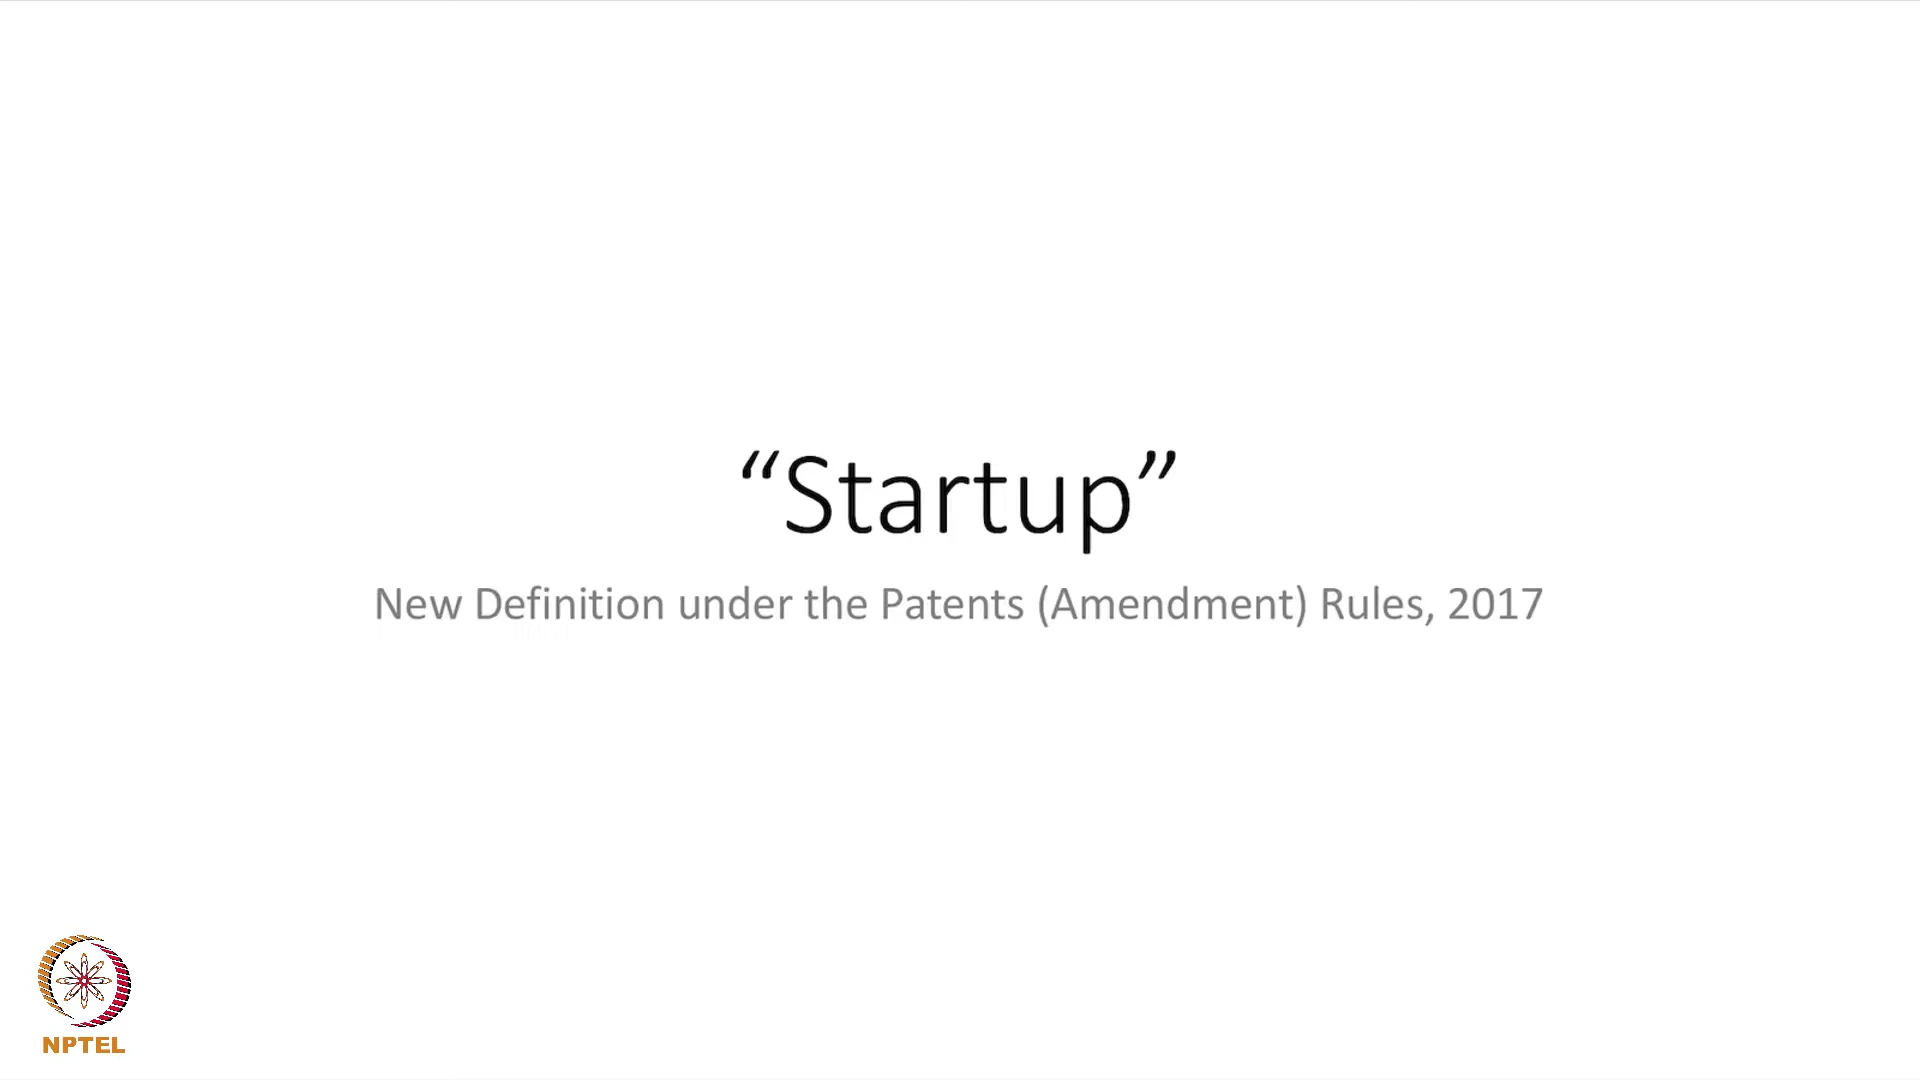 “Startup”
New Definition under the Patents (Amendment) Rules, 2017
NPTEL